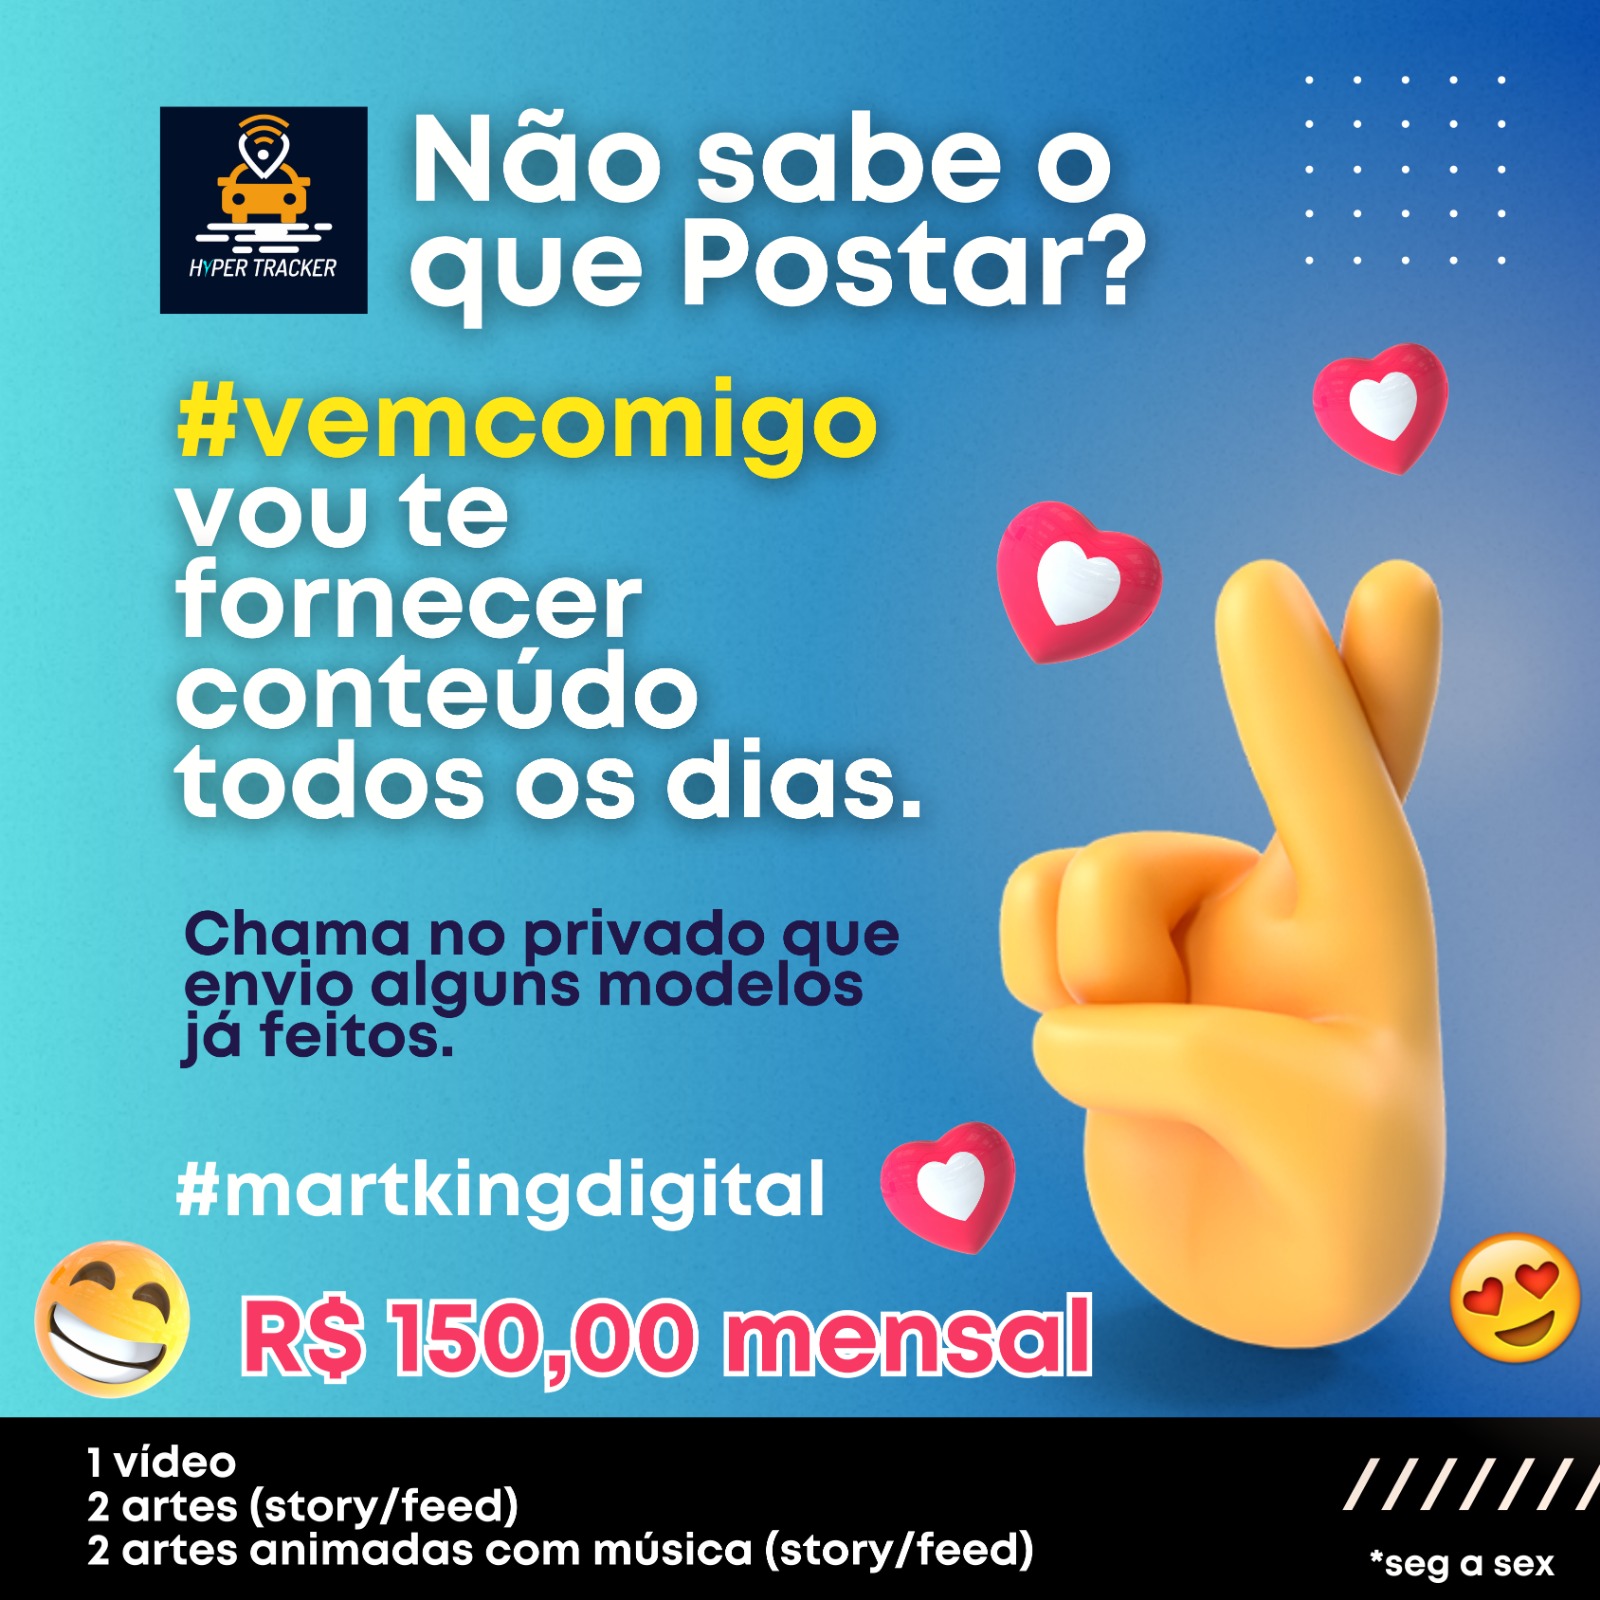 HYPER TRACKER
Não sabe o
que Postar?
#vemcomigo
vou te
fornecer
conteúdo
todos os dias.
Chama no privado que
envio alguns modelos
já feitos.
#martkingdigital
R$ 150,00 mensal
1 vídeo
2 artes (story/feed)
2 artes animadas com música (story/feed)
*seg a sex